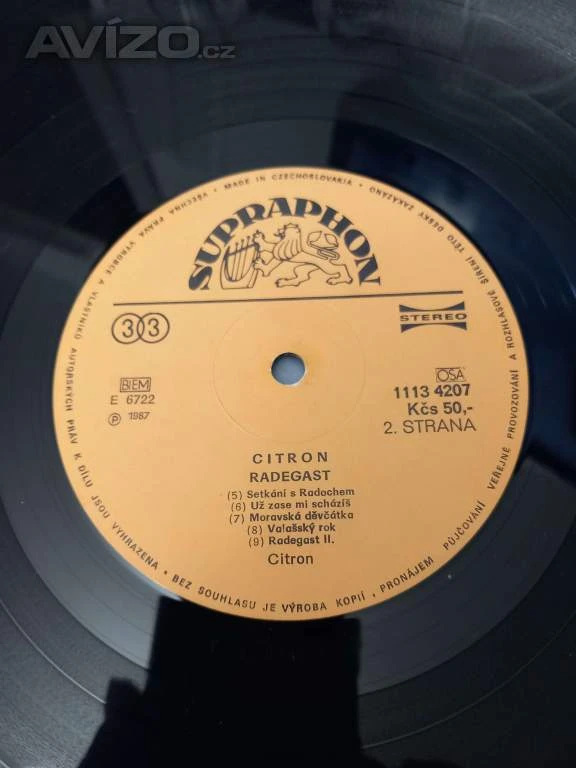 AVÍZO.cz
VŠECHNA PRÁVA VÝROBCE A VLASTNÍKŮ AUTORSKÝCH PRÁV K DÍLU JSOU VYHRAZENA • BEZ SOUHLASU JE VÝROBA KOPIÍ, PRONÁJEM, PŮJČOVÁNÍ, VEŘEJNÉ PROVOZOVÁNÍ A ROZHLASOVÉ ŠÍŘENÍ TÉTO DESKY ZAKÁZÁNO • MADE IN CZECHOSLOVAKIA •
SUPRAPHON
33
STEREO
BIEM
E 6722
Ⓟ 1987
OSA
1113 4207
Kčs 50,-
2. STRANA
CITRON
RADEGAST
(5) Setkání s Radochem
(6) Už zase mi scházíš
(7) Moravská děvčátka
(8) Valašský rok
(9) Radegast II.
Citron